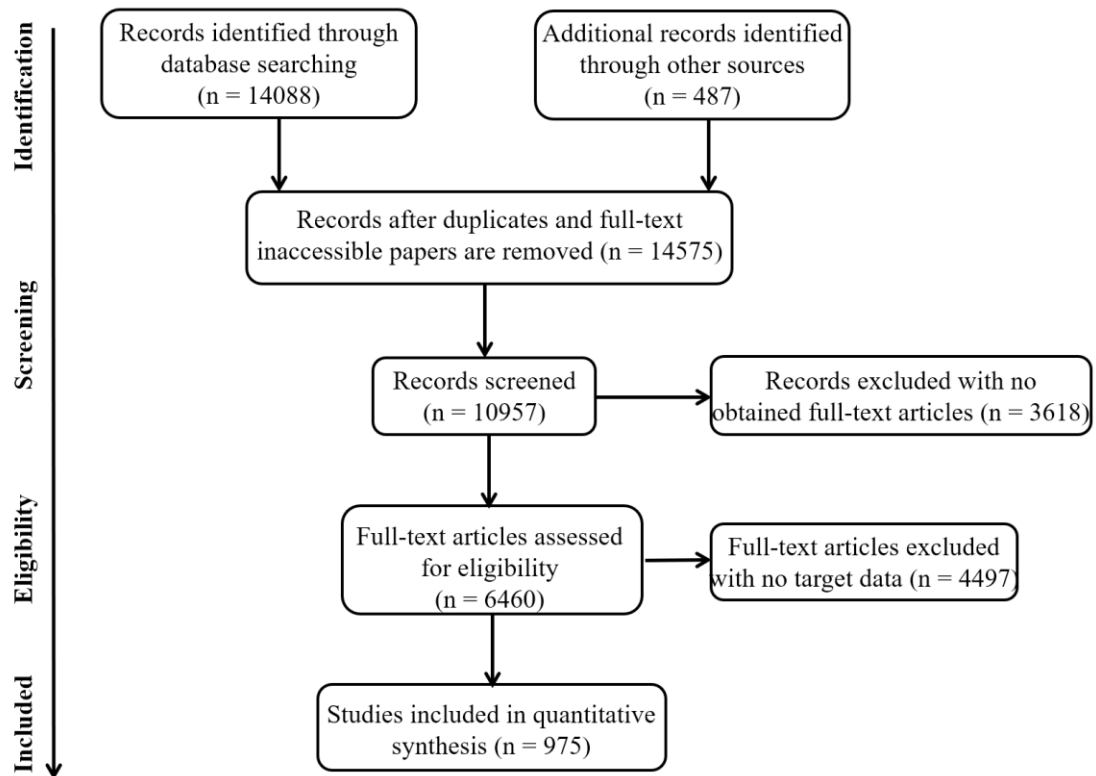 Identification
Records identified through
database searching
(n = 14088)
Additional records identified
through other sources
(n = 487)
Records after duplicates and full-text
inaccessible papers are removed (n = 14575)
Screening
Records screened
(n = 10957)
Records excluded with no
obtained full-text articles (n = 3618)
Eligibility
Full-text articles assessed
for eligibility
(n = 6460)
Full-text articles excluded
with no target data (n = 4497)
Included
Studies included in quantitative
synthesis (n = 975)